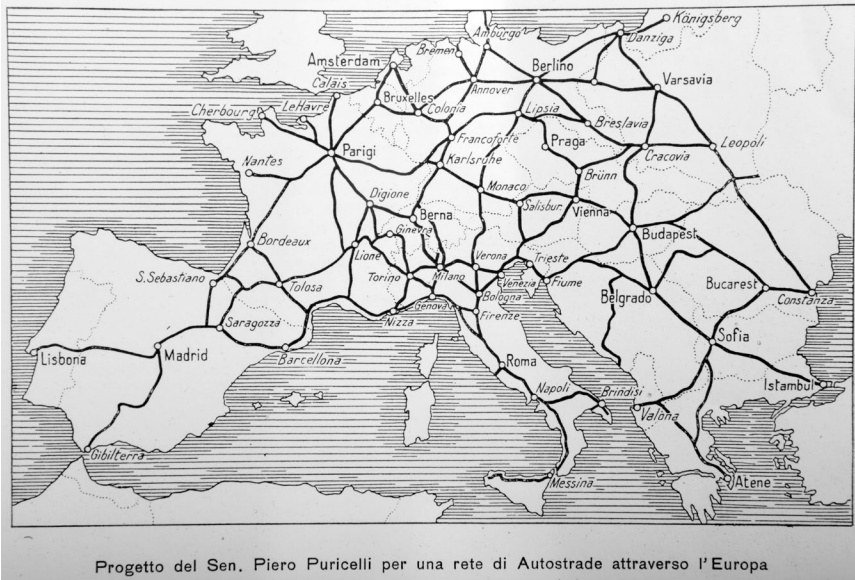 Königsberg
Amburgo
Danziga
Bremen
Amsterdam
Berlino
Calais
Annover
Varsavia
Bruxelles
Cherbourg
LeHavre
Colonia
Lipsia
Breslavia
Francoforte
Praga
Leopoli
Parigi
Cracovia
Nantes
Karlsruhe
Brünn
Digione
Monaco
Salisbur.
Vienna
Berna
Ginevra
Budapest
Bordeaux
Lione
Verona
Trieste
S.Sebastiano
Tolosa
Torino
Milano
Venezia
Fiume
Bucarest
Belgrado
Genova
Bologna
Constanza
Nizza
Firenze
Saragozza
Sofia
Lisbona
Madrid
Barcellona
Roma
Istambul
Napoli
Brindisi
Valona
Gibilterra
Messina
Atene
Progetto del Sen. Piero Puricelli per una rete di Autostrade attraverso l'Europa